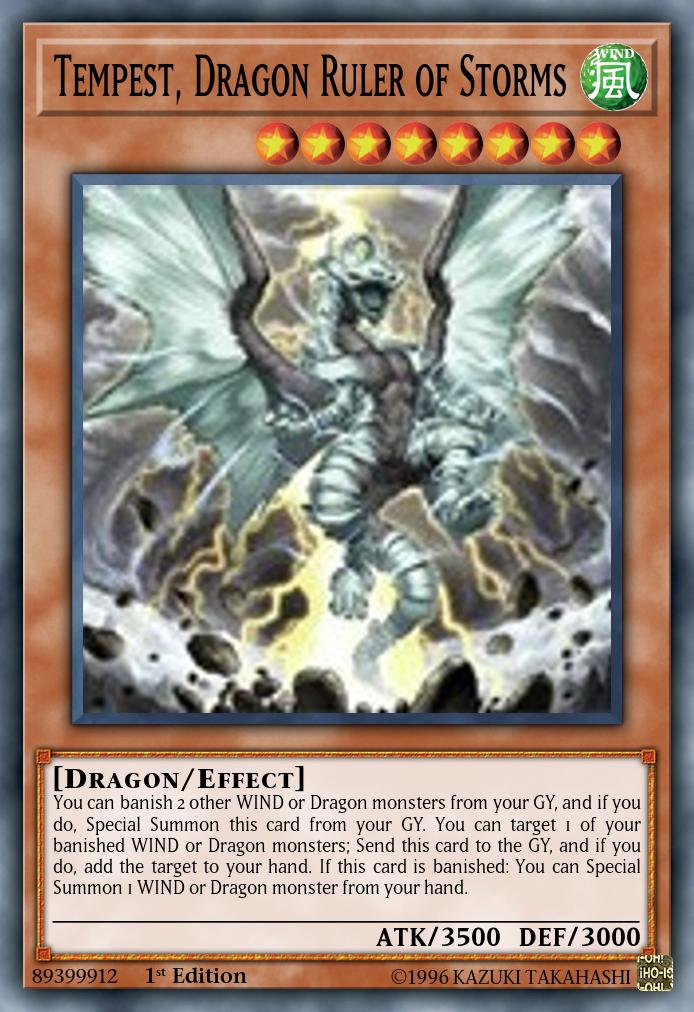 Tempest, Dragon Ruler of Storms
WIND
風
[Dragon/Effect]
You can banish 2 other WIND or Dragon monsters from your GY, and if you
do, Special Summon this card from your GY. You can target 1 of your
banished WIND or Dragon monsters; Send this card to the GY, and if you
do, add the target to your hand. If this card is banished: You can Special
Summon 1 WIND or Dragon monster from your hand.
ATK/3500 DEF/3000
89399912 1st Edition ©1996 KAZUKI TAKAHASHI